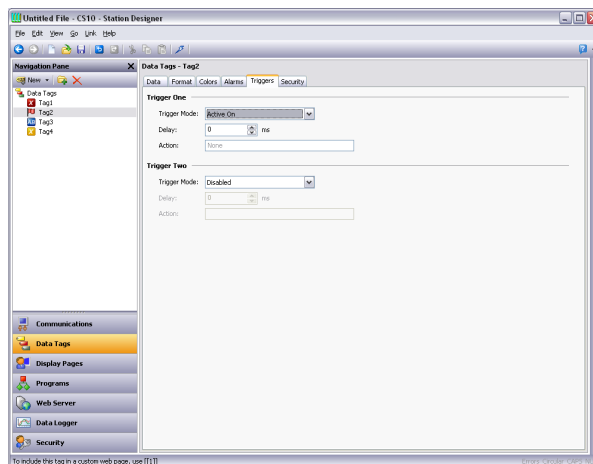 Untitled File - CS10 - Station Designer
File Edit View Go Link Help
Navigation Pane
Data Tags - Tag2
New
Data Format Colors Alarms Triggers Security
Data Tags
Tag1
Tag2
Tag3
Tag4
Trigger One
Trigger Mode: Active On
Delay: 0 ms
Action: None
Trigger Two
Trigger Mode: Disabled
Delay: 0 ms
Action:
Communications
Data Tags
Display Pages
Programs
Web Server
Data Logger
Security
To include this tag in a custom web page, use [[1]]